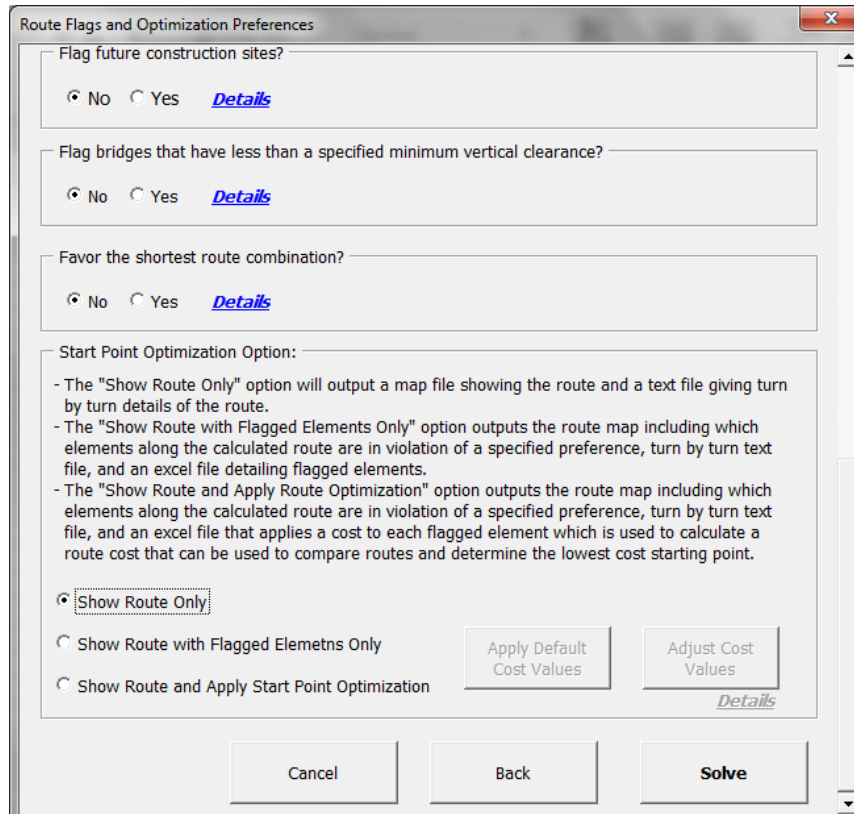 Route Flags and Optimization Preferences
Flag future construction sites?
No Yes Details
Flag bridges that have less than a specified minimum vertical clearance?
No Yes Details
Favor the shortest route combination?
No Yes Details
Start Point Optimization Option:
- The "Show Route Only" option will output a map file showing the route and a text file giving turn
by turn details of the route.
- The "Show Route with Flagged Elements Only" option outputs the route map including which
elements along the calculated route are in violation of a specified preference, turn by turn text
file, and an excel file detailing flagged elements.
- The "Show Route and Apply Route Optimization" option outputs the route map including which
elements along the calculated route are in violation of a specified preference, turn by turn text
file, and an excel file that applies a cost to each flagged element which is used to calculate a
route cost that can be used to compare routes and determine the lowest cost starting point.
Show Route Only
Show Route with Flagged Elemetns Only
Show Route and Apply Start Point Optimization
Apply Default
Cost Values
Adjust Cost
Values
Details
Cancel Back Solve